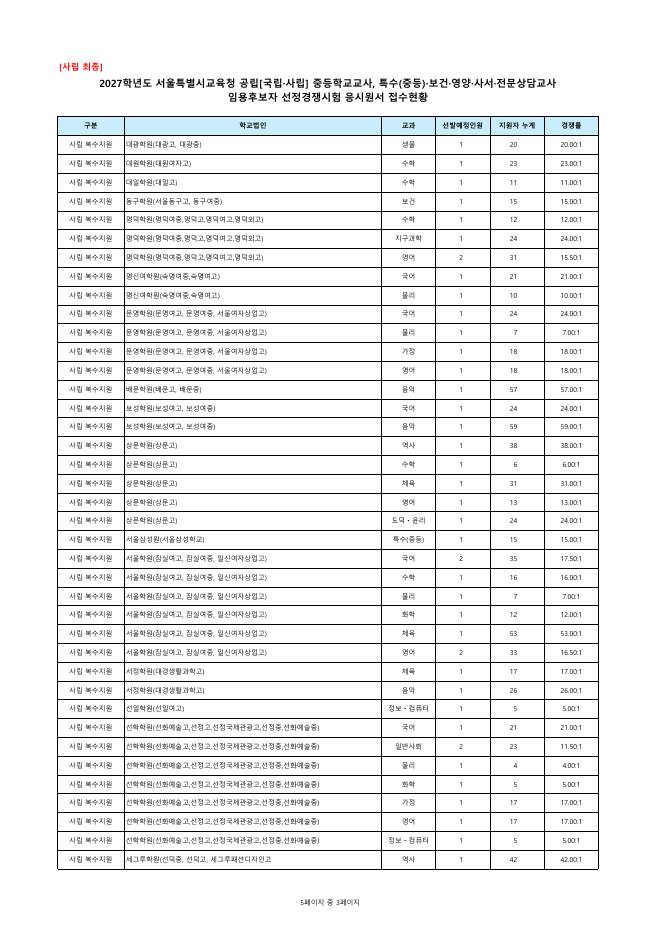 [사립 최종]
2027학년도 서울특별시교육청 공립[국립·사립] 중등학교교사, 특수(중등)·보건·영양·사서·전문상담교사
임용후보자 선정경쟁시험 응시원서 접수현황
구분 학교법인 교과 선발예정인원 지원자 누계 경쟁률
사립 복수지원 대광학원(대광고, 대광중) 생물 1 20 20.00:1
사립 복수지원 대원학원(대원여자고) 수학 1 23 23.00:1
사립 복수지원 대일학원(대일고) 수학 1 11 11.00:1
사립 복수지원 동구학원(서울동구고, 동구여중) 보건 1 15 15.00:1
사립 복수지원 명덕학원(명덕여중,명덕고,명덕여고,명덕외고) 수학 1 12 12.00:1
사립 복수지원 명덕학원(명덕여중,명덕고,명덕여고,명덕외고) 지구과학 1 24 24.00:1
사립 복수지원 명덕학원(명덕여중,명덕고,명덕여고,명덕외고) 영어 2 31 15.50:1
사립 복수지원 명신여학원(숙명여중,숙명여고) 국어 1 21 21.00:1
사립 복수지원 명신여학원(숙명여중,숙명여고) 물리 1 10 10.00:1
사립 복수지원 문영학원(문영여고, 문영여중, 서울여자상업고) 국어 1 24 24.00:1
사립 복수지원 문영학원(문영여고, 문영여중, 서울여자상업고) 물리 1 7 7.00:1
사립 복수지원 문영학원(문영여고, 문영여중, 서울여자상업고) 가정 1 18 18.00:1
사립 복수지원 문영학원(문영여고, 문영여중, 서울여자상업고) 영어 1 18 18.00:1
사립 복수지원 배문학원(배문고, 배문중) 음악 1 57 57.00:1
사립 복수지원 보성학원(보성여고, 보성여중) 국어 1 24 24.00:1
사립 복수지원 보성학원(보성여고, 보성여중) 음악 1 59 59.00:1
사립 복수지원 상문학원(상문고) 역사 1 38 38.00:1
사립 복수지원 상문학원(상문고) 수학 1 6 6.00:1
사립 복수지원 상문학원(상문고) 체육 1 31 31.00:1
사립 복수지원 상문학원(상문고) 영어 1 13 13.00:1
사립 복수지원 상문학원(상문고) 도덕・윤리 1 24 24.00:1
사립 복수지원 서울삼성원(서울삼성학교) 특수(중등) 1 15 15.00:1
사립 복수지원 서울학원(잠실여고, 잠실여중, 일신여자상업고) 국어 2 35 17.50:1
사립 복수지원 서울학원(잠실여고, 잠실여중, 일신여자상업고) 수학 1 16 16.00:1
사립 복수지원 서울학원(잠실여고, 잠실여중, 일신여자상업고) 물리 1 7 7.00:1
사립 복수지원 서울학원(잠실여고, 잠실여중, 일신여자상업고) 화학 1 12 12.00:1
사립 복수지원 서울학원(잠실여고, 잠실여중, 일신여자상업고) 체육 1 53 53.00:1
사립 복수지원 서울학원(잠실여고, 잠실여중, 일신여자상업고) 영어 2 33 16.50:1
사립 복수지원 서정학원(대경생활과학고) 체육 1 17 17.00:1
사립 복수지원 서정학원(대경생활과학고) 음악 1 26 26.00:1
사립 복수지원 선일학원(선일여고) 정보・컴퓨터 1 5 5.00:1
사립 복수지원 선학학원(선화예술고,선정고,선정국제관광고,선정중,선화예술중) 국어 1 21 21.00:1
사립 복수지원 선학학원(선화예술고,선정고,선정국제관광고,선정중,선화예술중) 일반사회 2 23 11.50:1
사립 복수지원 선학학원(선화예술고,선정고,선정국제관광고,선정중,선화예술중) 물리 1 4 4.00:1
사립 복수지원 선학학원(선화예술고,선정고,선정국제관광고,선정중,선화예술중) 화학 1 5 5.00:1
사립 복수지원 선학학원(선화예술고,선정고,선정국제관광고,선정중,선화예술중) 가정 1 17 17.00:1
사립 복수지원 선학학원(선화예술고,선정고,선정국제관광고,선정중,선화예술중) 영어 1 17 17.00:1
사립 복수지원 선학학원(선화예술고,선정고,선정국제관광고,선정중,선화예술중) 정보・컴퓨터 1 5 5.00:1
사립 복수지원 세그루학원(선덕중, 선덕고, 세그루패션디자인고 역사 1 42 42.00:1
5페이지 중 3페이지